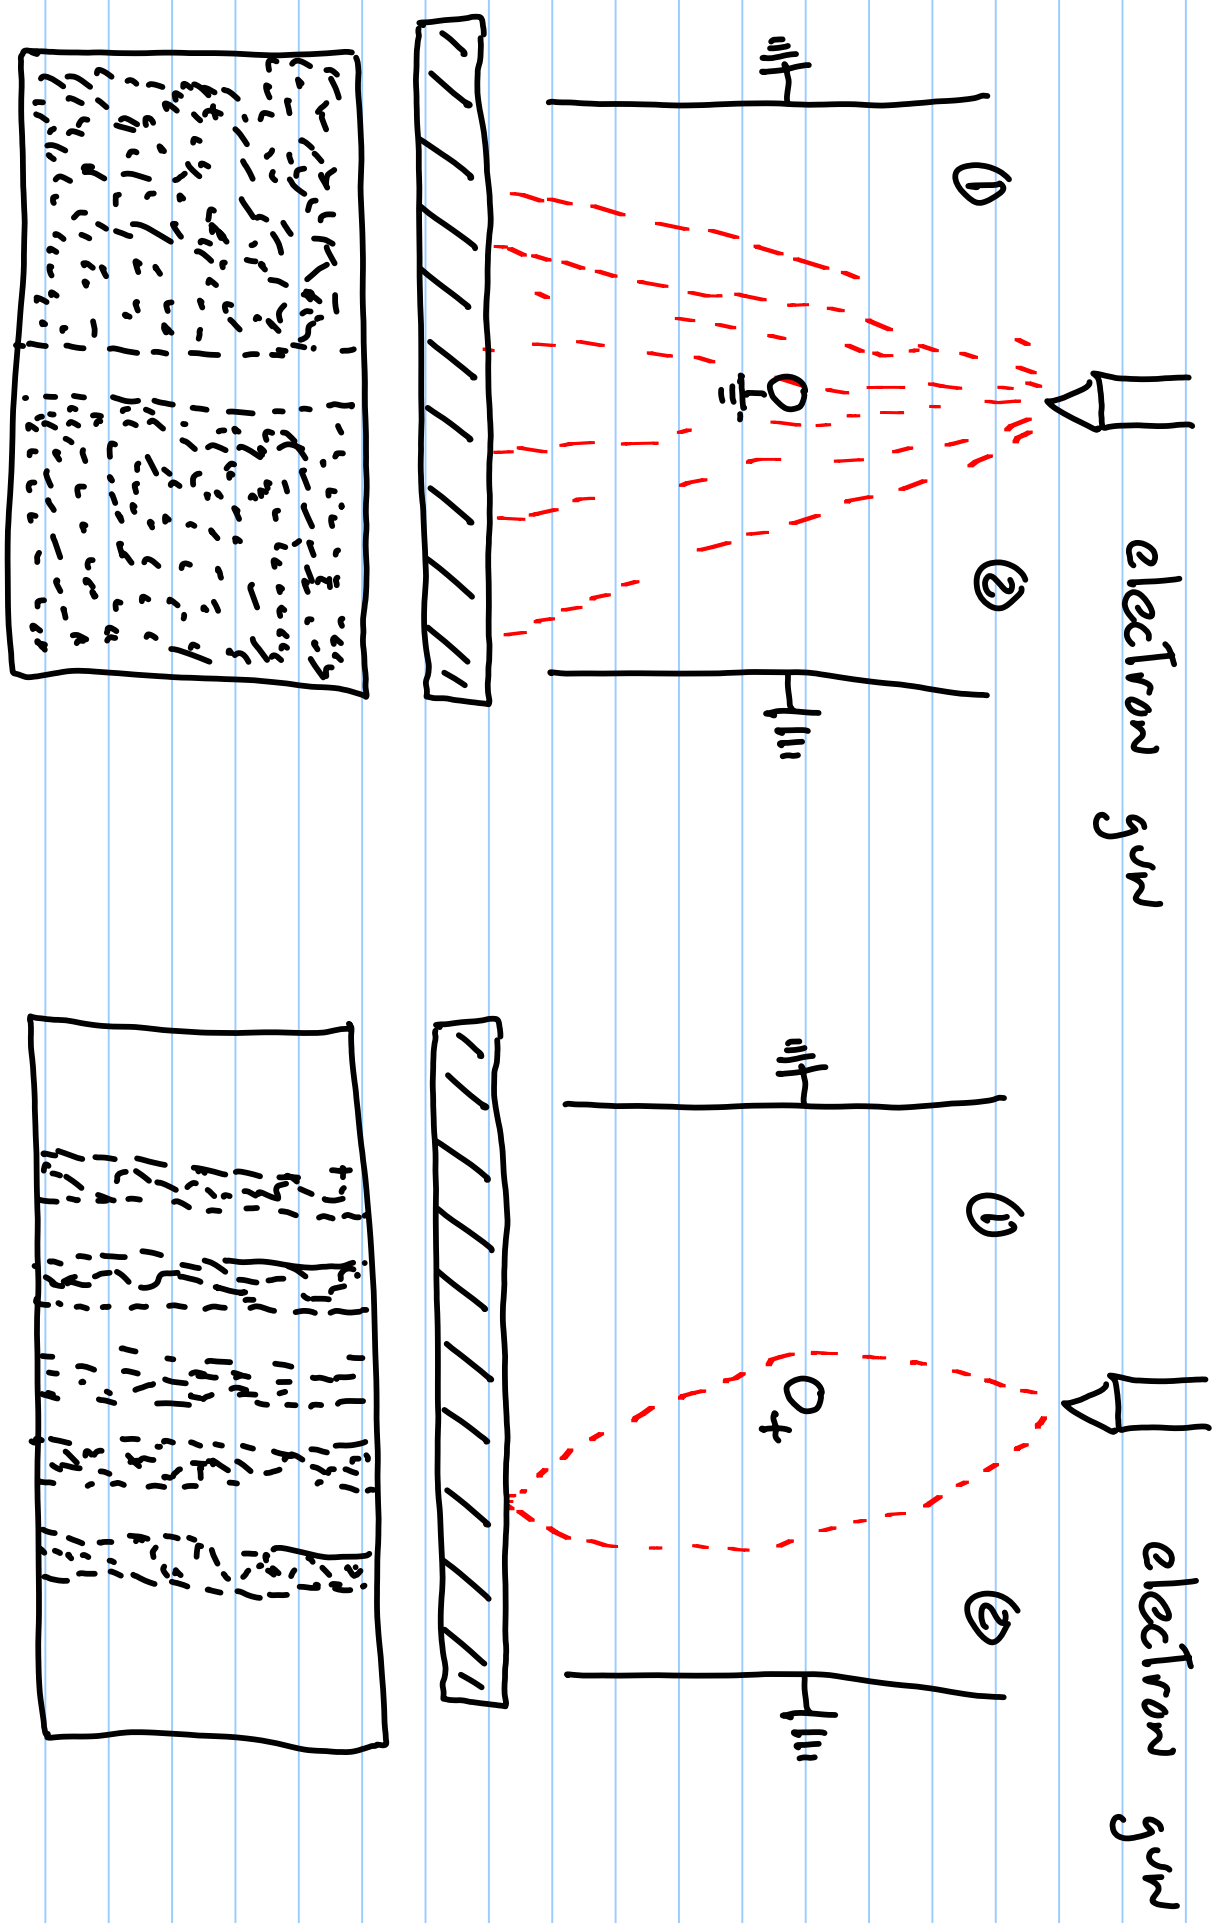 electron gun
electron gun
① ②
① ②
+